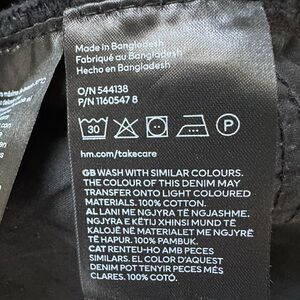 Made in Bangladesh
Fabriqué au Bangladesh
Hecho en Bangladesh
O/N 544138
P/N 1160547 8
30
P
hm.com/takecare
GB WASH WITH SIMILAR COLOURS.
THE COLOUR OF THIS DENIM MAY
TRANSFER ONTO LIGHT COLOURED
MATERIALS. 100% COTTON.
AL LANI ME NGJYRA TË NGJASHME.
NGJYRA E KËTIJ XHINSI MUND TË
KALOJË NË MATERIALET ME NGJYRË
TË HAPUR. 100% PAMBUK.
CAT RENTEU-HO AMB PECES
SIMILARS. EL COLOR D'AQUEST
DENIM POT TENYIR PECES MÉS
CLARES. 100% COTÓ.